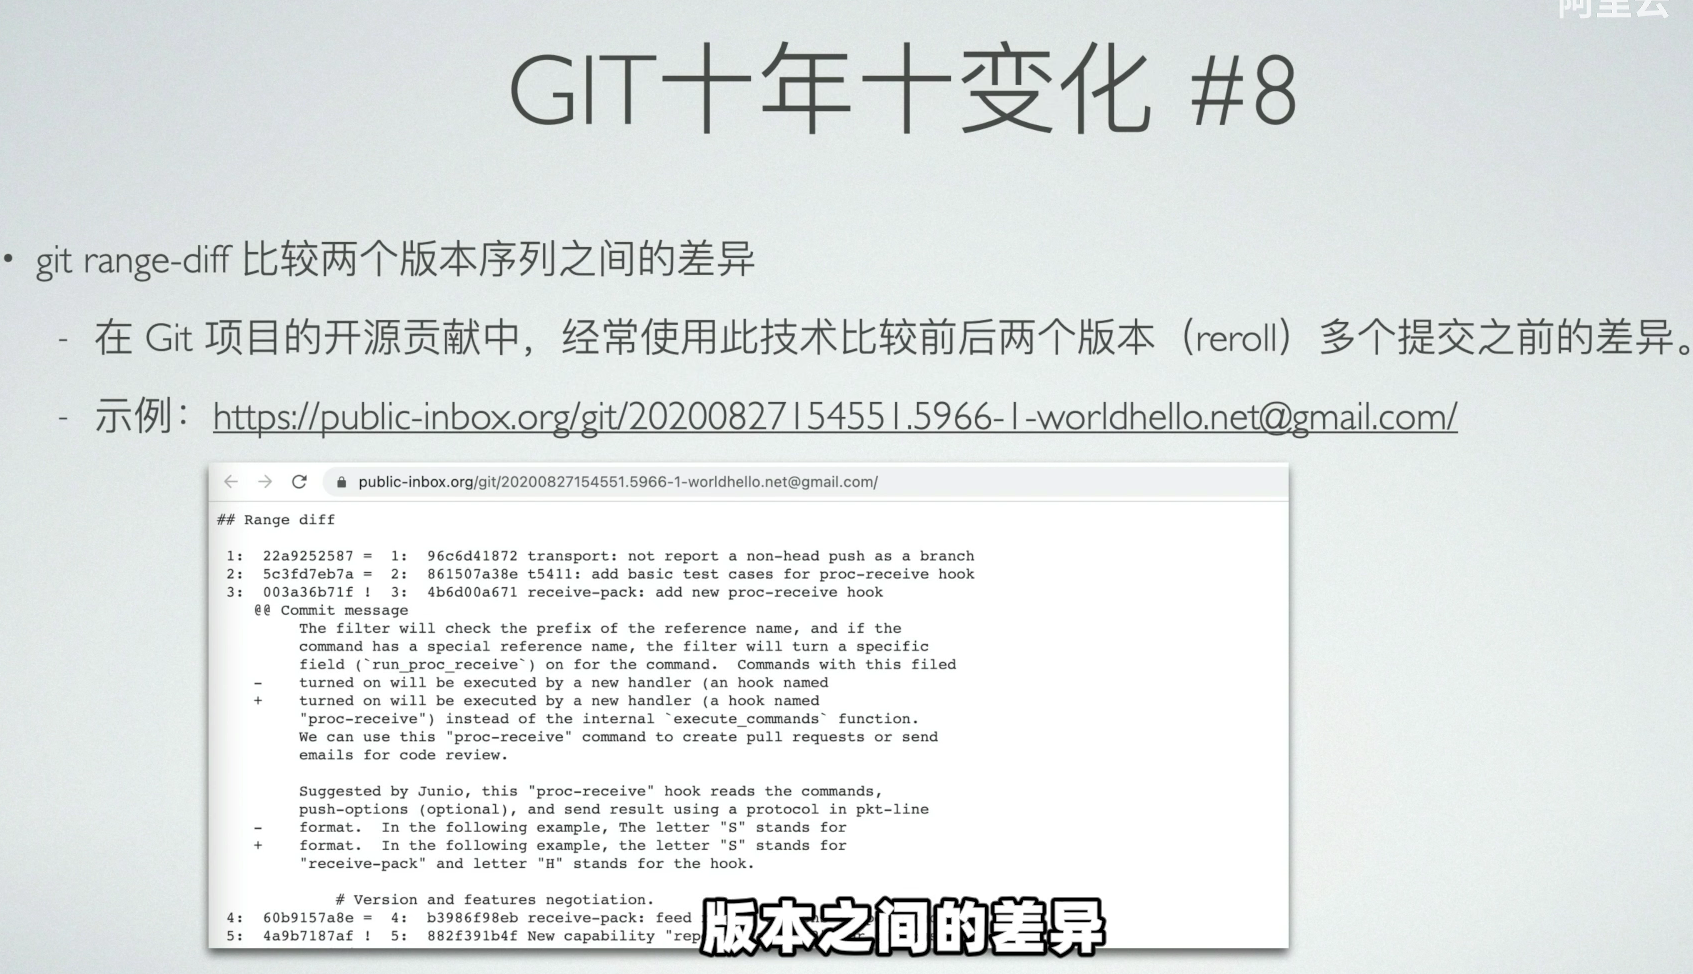 阿里云
GIT十年十变化 #8
• git range-diff 比较两个版本序列之间的差异
- 在 Git 项目的开源贡献中，经常使用此技术比较前后两个版本（reroll）多个提交之前的差异。
- 示例：https://public-inbox.org/git/20200827154551.5966-1-worldhello.net@gmail.com/
public-inbox.org/git/20200827154551.5966-1-worldhello.net@gmail.com/
## Range diff
1: 22a9252587 = 1: 96c6d41872 transport: not report a non-head push as a branch
2: 5c3fd7eb7a = 2: 861507a38e t5411: add basic test cases for proc-receive hook
3: 003a36b71f ! 3: 4b6d00a671 receive-pack: add new proc-receive hook
@@ Commit message
The filter will check the prefix of the reference name, and if the
command has a special reference name, the filter will turn a specific
field (`run_proc_receive`) on for the command.  Commands with this filed
- turned on will be executed by a new handler (an hook named
+ turned on will be executed by a new handler (a hook named
"proc-receive") instead of the internal `execute_commands` function.
We can use this "proc-receive" command to create pull requests or send
emails for code review.
Suggested by Junio, this "proc-receive" hook reads the commands,
push-options (optional), and send result using a protocol in pkt-line
- format.  In the following example, The letter "S" stands for
+ format.  In the following example, the letter "S" stands for
"receive-pack" and letter "H" stands for the hook.
# Version and features negotiation.
4: 60b9157a8e = 4: b3986f98eb receive-pack: feed
5: 4a9b7187af ! 5: 882f391b4f New capability "rep
版本之间的差异